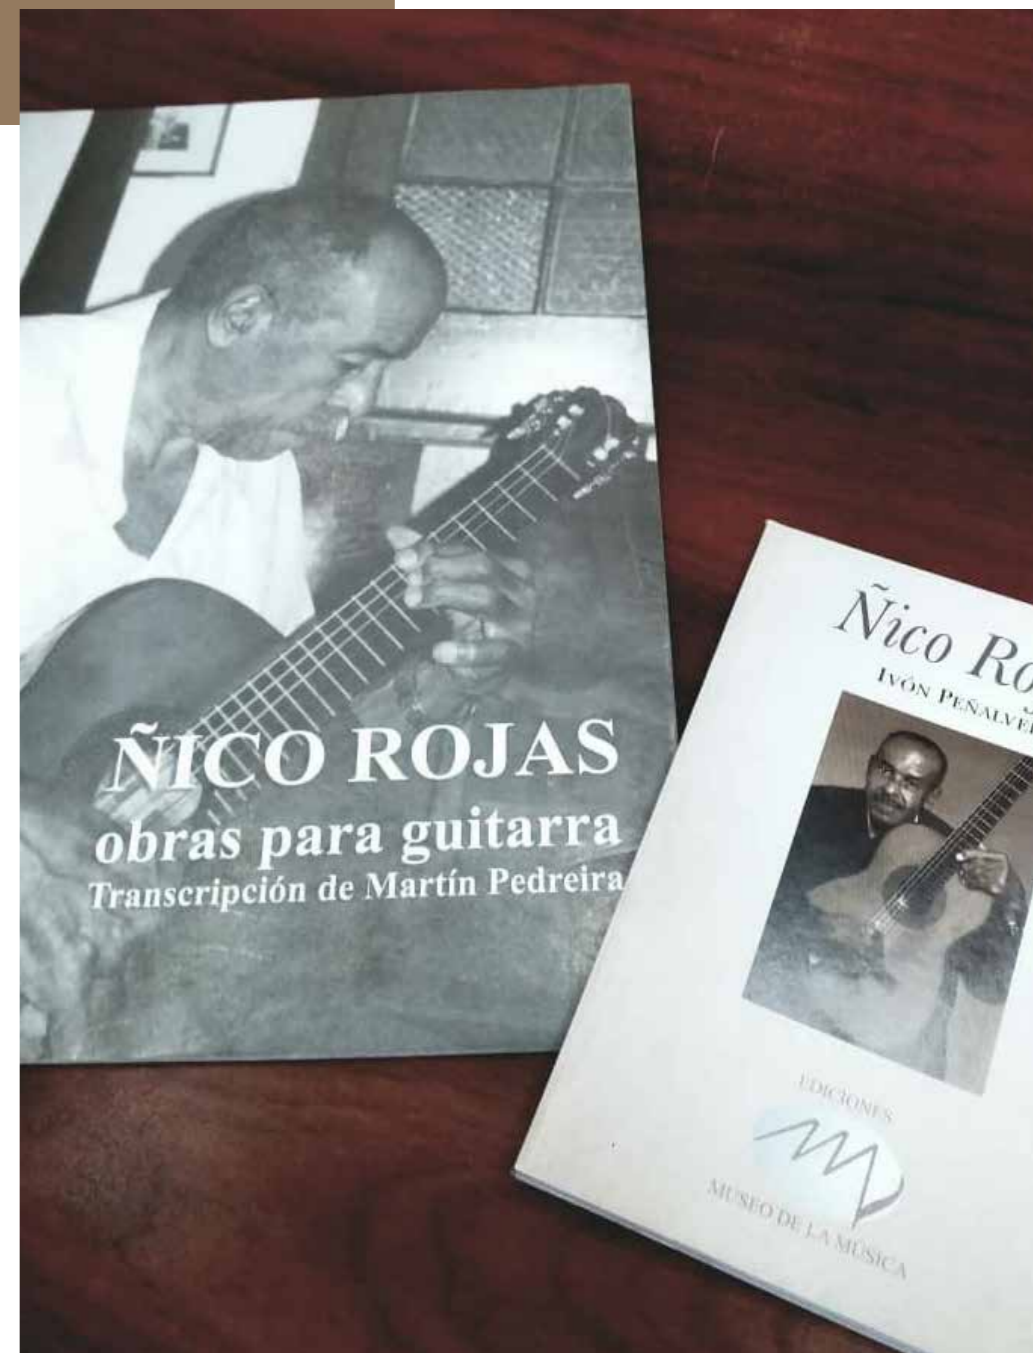 ÑICO ROJAS
obras para guitarra
Transcripción de Martín Pedreira
Ñico Ro
IVÓN PEÑALVE
EDICIONES
MUSEO DE LA MÚSICA